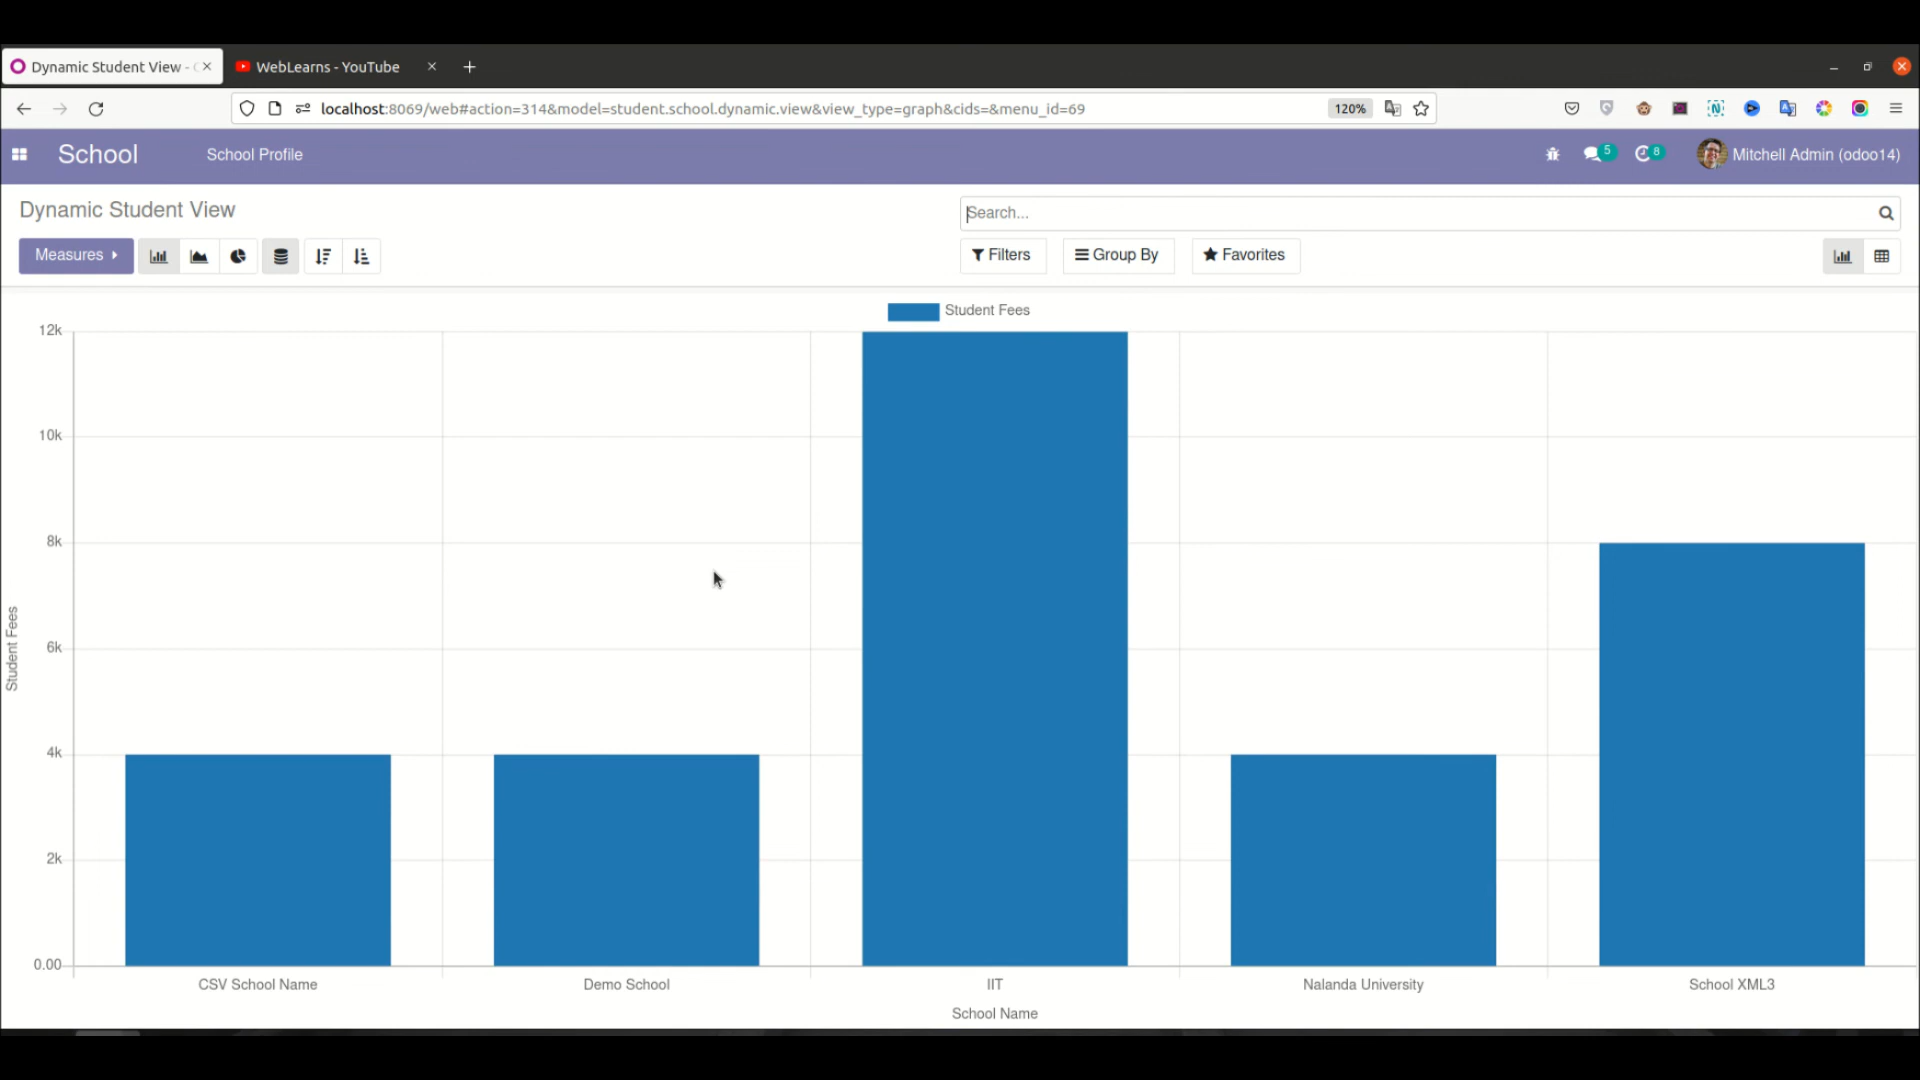 Dynamic Student View -
WebLearns - YouTube
localhost:8069/web#action=314&model=student.school.dynamic.view&view_type=graph&cids=&menu_id=69
120%
School
School Profile
5
8
Mitchell Admin (odoo14)
Dynamic Student View
Search...
Measures
Filters
Group By
Favorites
Student Fees
12k
10k
8k
6k
4k
2k
0.00
Student Fees
CSV School Name
Demo School
IIT
Nalanda University
School XML3
School Name